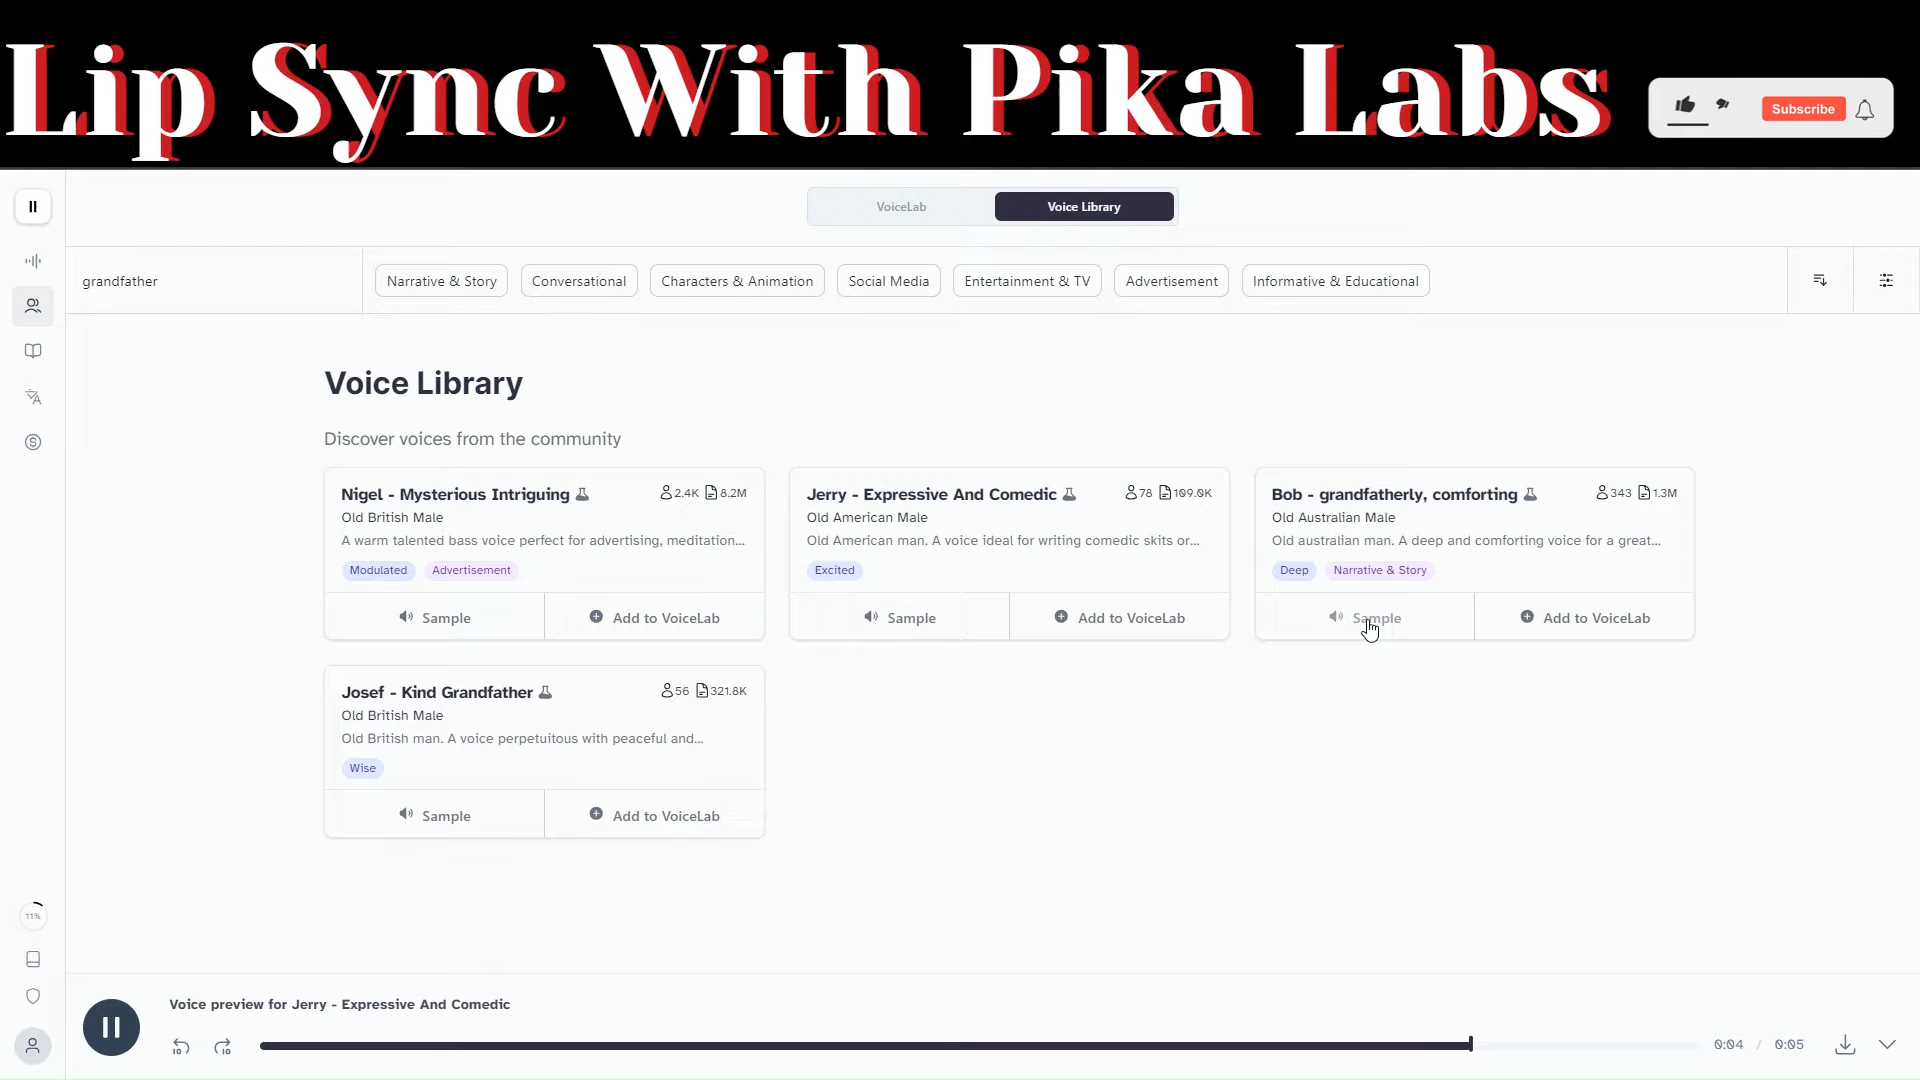 Lip Sync With Pika Labs
Subscribe
VoiceLab
Voice Library
grandfather
Narrative & Story
Conversational
Characters & Animation
Social Media
Entertainment & TV
Advertisement
Informative & Educational
Voice Library
Discover voices from the community
Nigel - Mysterious Intriguing
2.4K
8.2M
Old British Male
A warm talented bass voice perfect for advertising, meditation...
Modulated
Advertisement
Sample
Add to VoiceLab
Jerry - Expressive And Comedic
78
109.0K
Old American Male
Old American man. A voice ideal for writing comedic skits or...
Excited
Sample
Add to VoiceLab
Bob - grandfatherly, comforting
343
1.3M
Old Australian Male
Old australian man. A deep and comforting voice for a great...
Deep
Narrative & Story
Sample
Add to VoiceLab
Josef - Kind Grandfather
56
321.8K
Old British Male
Old British man. A voice perpetuitous with peaceful and...
Wise
Sample
Add to VoiceLab
11%
Voice preview for Jerry - Expressive And Comedic
10
10
0:04 / 0:05